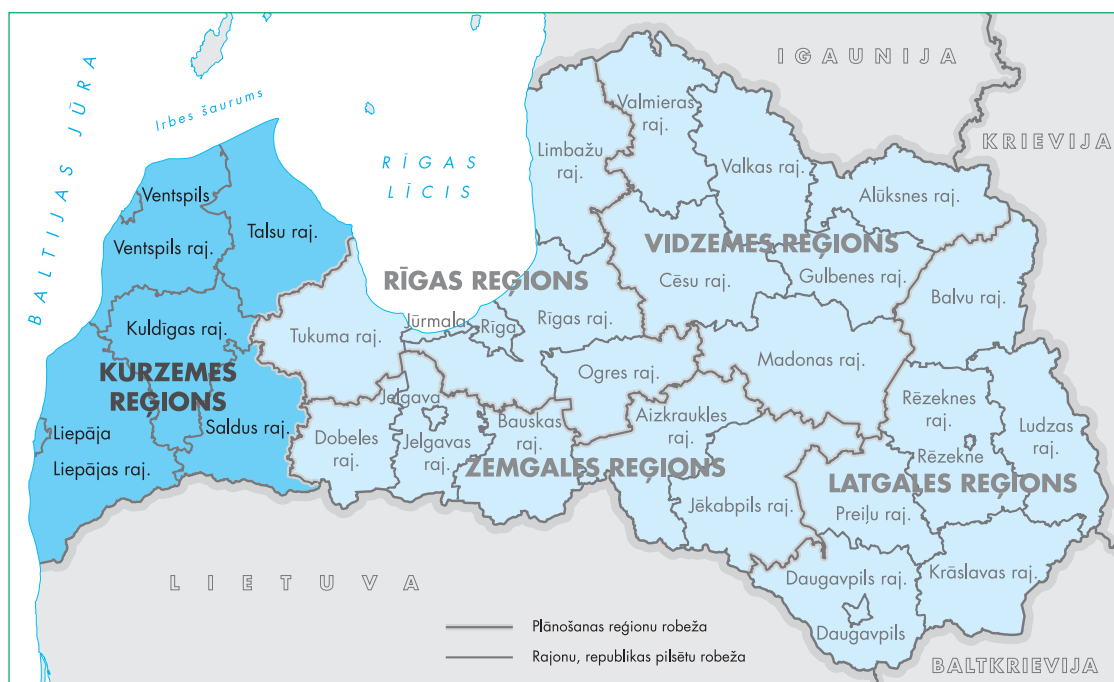 IGAUNIJA
BALTIJAS JŪRA
Irbes šaurums
Valmieras
raj.
KRIEVIJA
Limbažu
raj.
RĪGAS
LĪCIS
Valkas raj.
Ventspils
Alūksnes raj.
Talsu raj.
Ventspils raj.
VIDZEMES REĢIONS
RĪGAS REĢIONS
Cēsu raj.
Gulbenes raj.
Balvu raj.
Kuldīgas raj.
Jūrmala
Rīga
Rīgas raj.
Tukuma raj.
Madonas raj.
KURZEMES
REĢIONS
Ogres raj.
Jelgava
Rēzeknes
raj.
Aizkraukles
raj.
Liepāja
Saldus raj.
Dobeles
raj.
Jelgavas
raj.
Bauskas
raj.
Ludzas
raj.
Rēzekne
Liepājas raj.
ZEMGALES REĢIONS
LATGALES REĢIONS
Jēkabpils raj.
Preiļu raj.
LIETUVA
Daugavpils raj.
Krāslavas raj.
Daugavpils
Plānošanas reģionu robeža
Rajonu, republikas pilsētu robeža
BALTKRIEVIJA